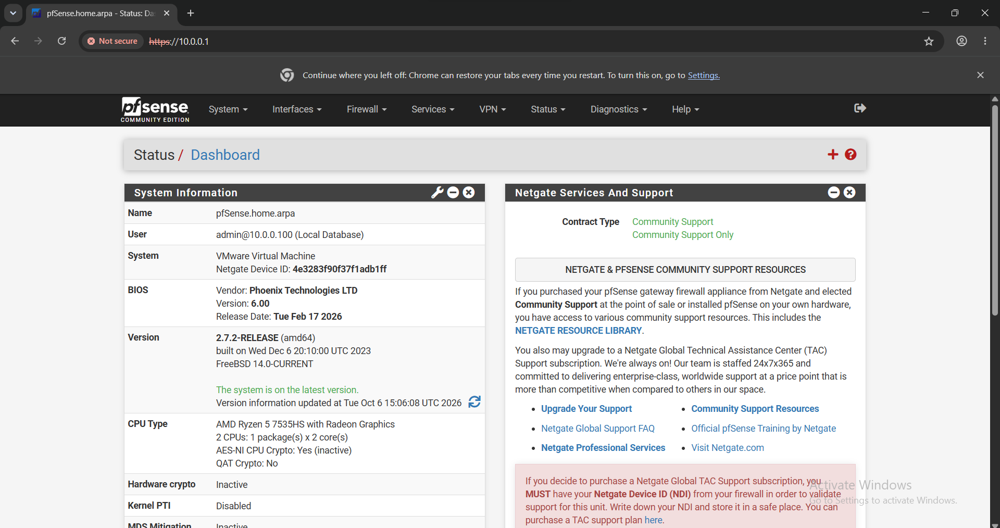 pfSense.home.arpa - Status: Da
Not secure https://10.0.0.1
Continue where you left off: Chrome can restore your tabs every time you restart. To turn this on, go to Settings.
pfsense
COMMUNITY EDITION
System Interfaces Firewall Services VPN Status Diagnostics Help
Status / Dashboard
System Information
Name pfSense.home.arpa
User admin@10.0.0.100 (Local Database)
System VMware Virtual Machine
Netgate Device ID: 4e3283f90f37f1adb1ff
BIOS Vendor: Phoenix Technologies LTD
Version: 6.00
Release Date: Tue Feb 17 2026
Version 2.7.2-RELEASE (amd64)
built on Wed Dec 6 20:10:00 UTC 2023
FreeBSD 14.0-CURRENT
The system is on the latest version.
Version information updated at Tue Oct 6 15:06:08 UTC 2026
CPU Type AMD Ryzen 5 7535HS with Radeon Graphics
2 CPUs: 1 package(s) x 2 core(s)
AES-NI CPU Crypto: Yes (inactive)
QAT Crypto: No
Hardware crypto Inactive
Kernel PTI Disabled
MDS Mitigation Inactive
Netgate Services And Support
Contract Type Community Support
Community Support Only
NETGATE & PFSENSE COMMUNITY SUPPORT RESOURCES
If you purchased your pfSense gateway firewall appliance from Netgate and elected
Community Support at the point of sale or installed pfSense on your own hardware,
you have access to various community support resources. This includes the
NETGATE RESOURCE LIBRARY.
You also may upgrade to a Netgate Global Technical Assistance Center (TAC)
Support subscription. We're always on! Our team is staffed 24x7x365 and
committed to delivering enterprise-class, worldwide support at a price point that is
more than competitive when compared to others in our space.
Upgrade Your Support
Community Support Resources
Netgate Global Support FAQ
Official pfSense Training by Netgate
Netgate Professional Services
Visit Netgate.com
If you decide to purchase a Netgate Global TAC Support subscription, you
MUST have your Netgate Device ID (NDI) from your firewall in order to validate
support for this unit. Write down your NDI and store it in a safe place. You can
purchase a TAC support plan here.
Activate Windows
Go to Settings to activate Windows.